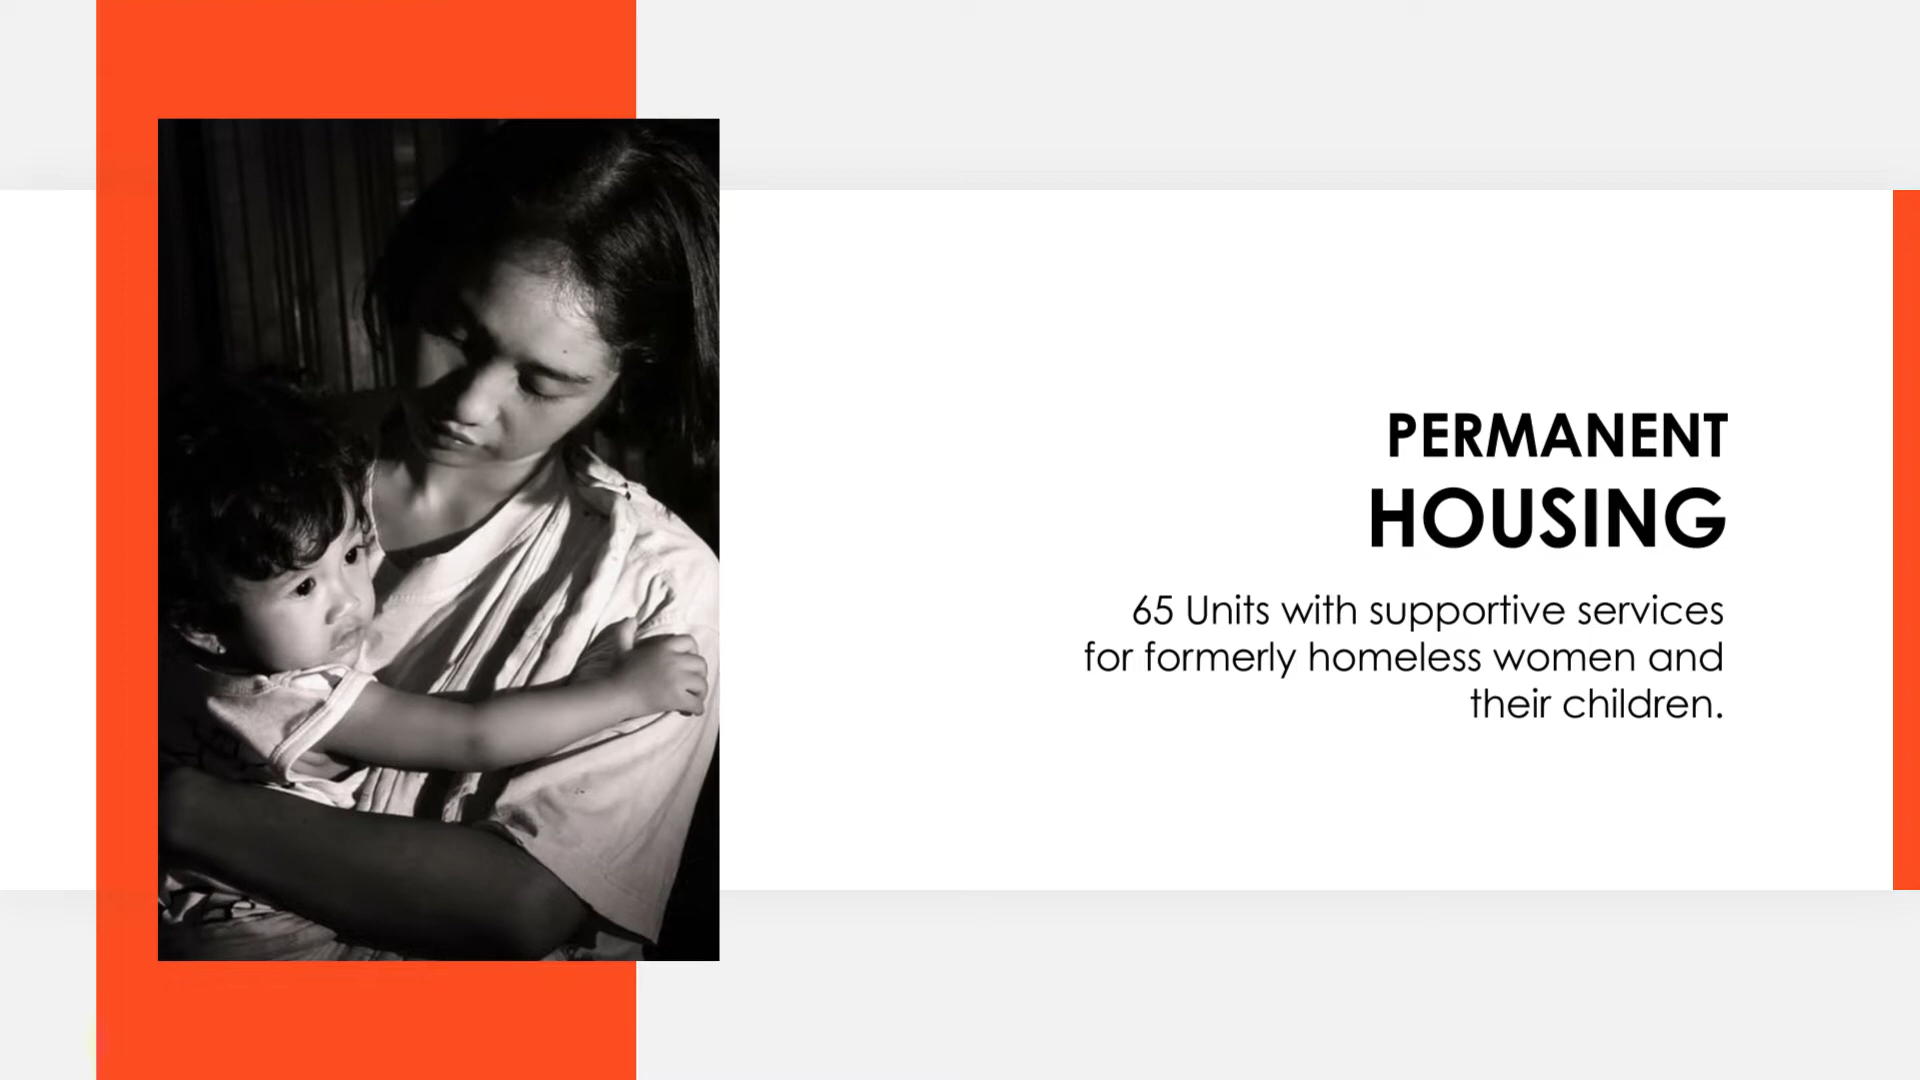 PERMANENT
HOUSING
65 Units with supportive services
for formerly homeless women and
their children.